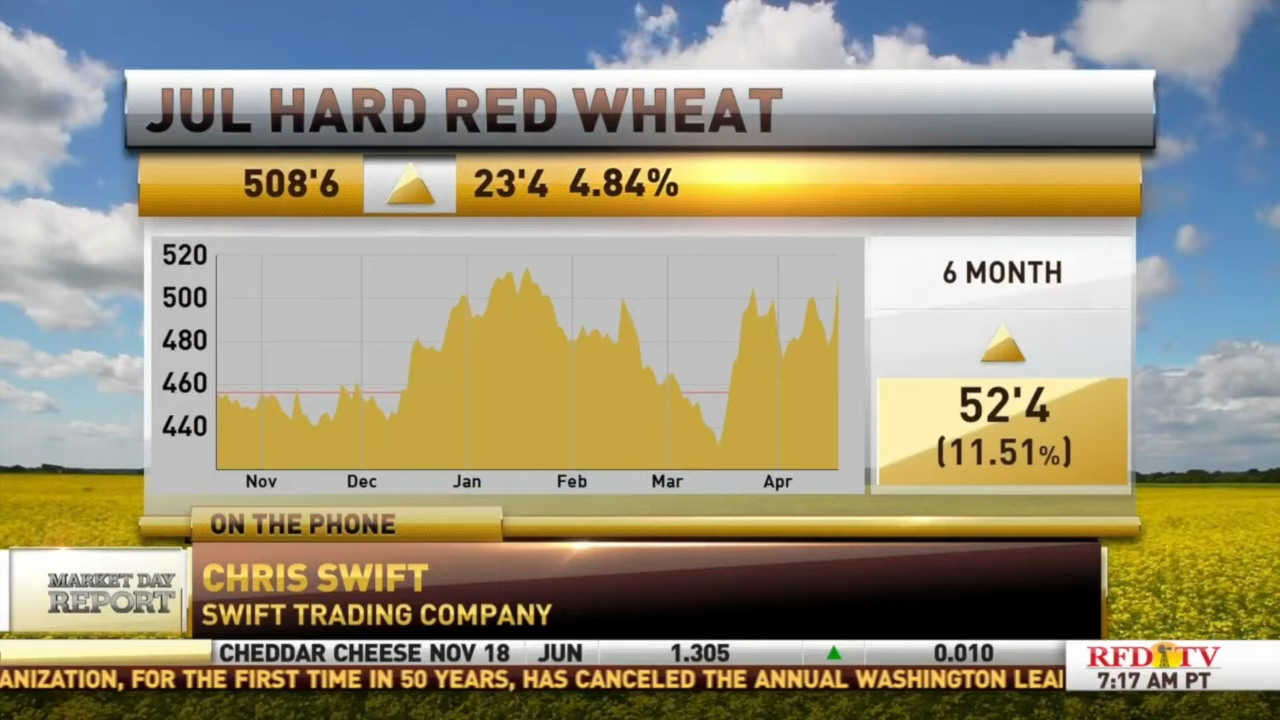 JUL HARD RED WHEAT
508'6 23'4 4.84%
520
500
480
460
440
Nov Dec Jan Feb Mar Apr
6 MONTH
52'4
(11.51%)
ON THE PHONE
MARKET DAY
REPORT
CHRIS SWIFT
SWIFT TRADING COMPANY
CHEDDAR CHEESE NOV 18 JUN 1.305 0.010
ANIZATION, FOR THE FIRST TIME IN 50 YEARS, HAS CANCELED THE ANNUAL WASHINGTON LEA
RFD TV
7:17 AM PT